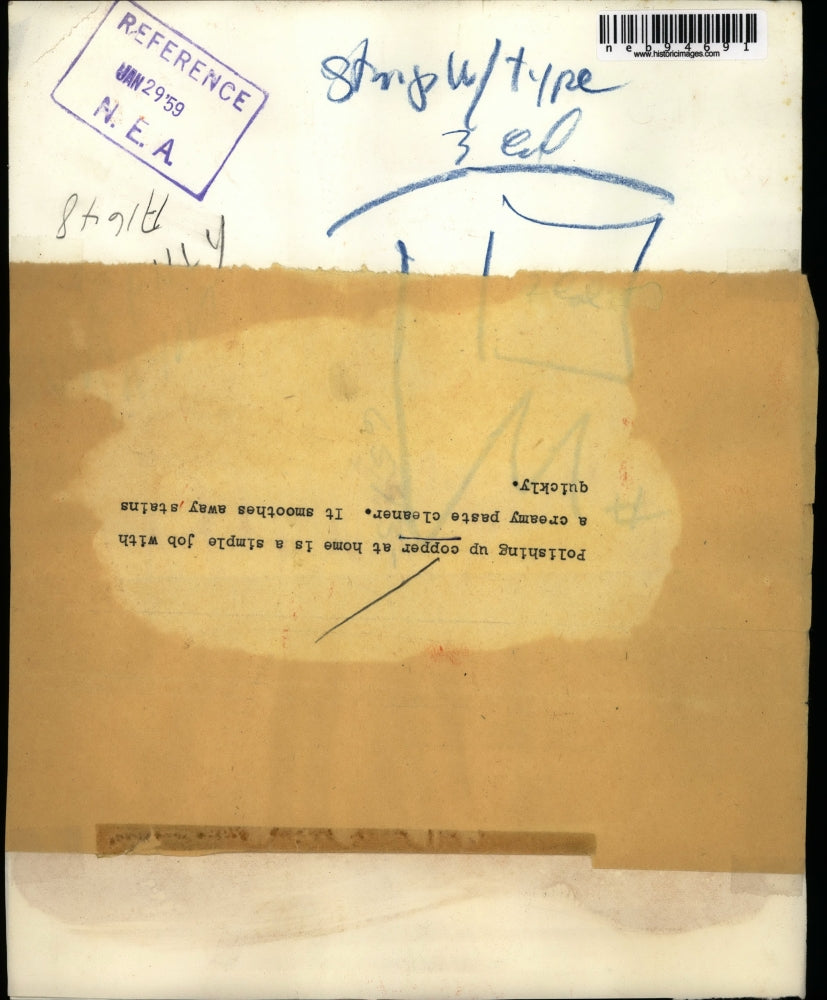 REFERENCE
JAN 29 '59
N. E. A.
neb94691
www.historicimages.com
w/ type
3 col
A1648
Polishing up copper at home is a simple job with
a creamy paste cleaner. It smoothes away stains
quickly.